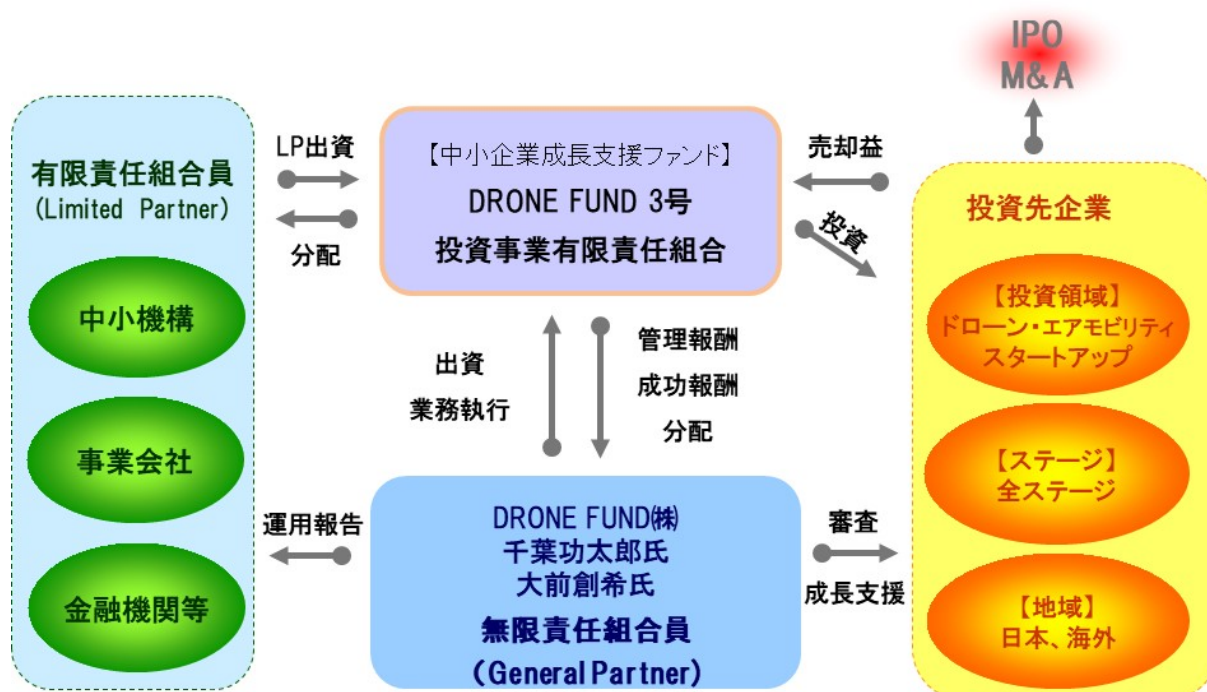 IPO
M&A
有限責任組合員
(Limited Partner)
中小機構
事業会社
金融機関等
LP出資
分配
【中小企業成長支援ファンド】
DRONE FUND 3号
投資事業有限責任組合
売却益
投資
出資
業務執行
管理報酬
成功報酬
分配
運用報告
DRONE FUND㈱
千葉功太郎氏
大前創希氏
無限責任組合員
(General Partner)
審査
成長支援
投資先企業
【投資領域】
ドローン・エアモビリティ
スタートアップ
【ステージ】
全ステージ
【地域】
日本、海外